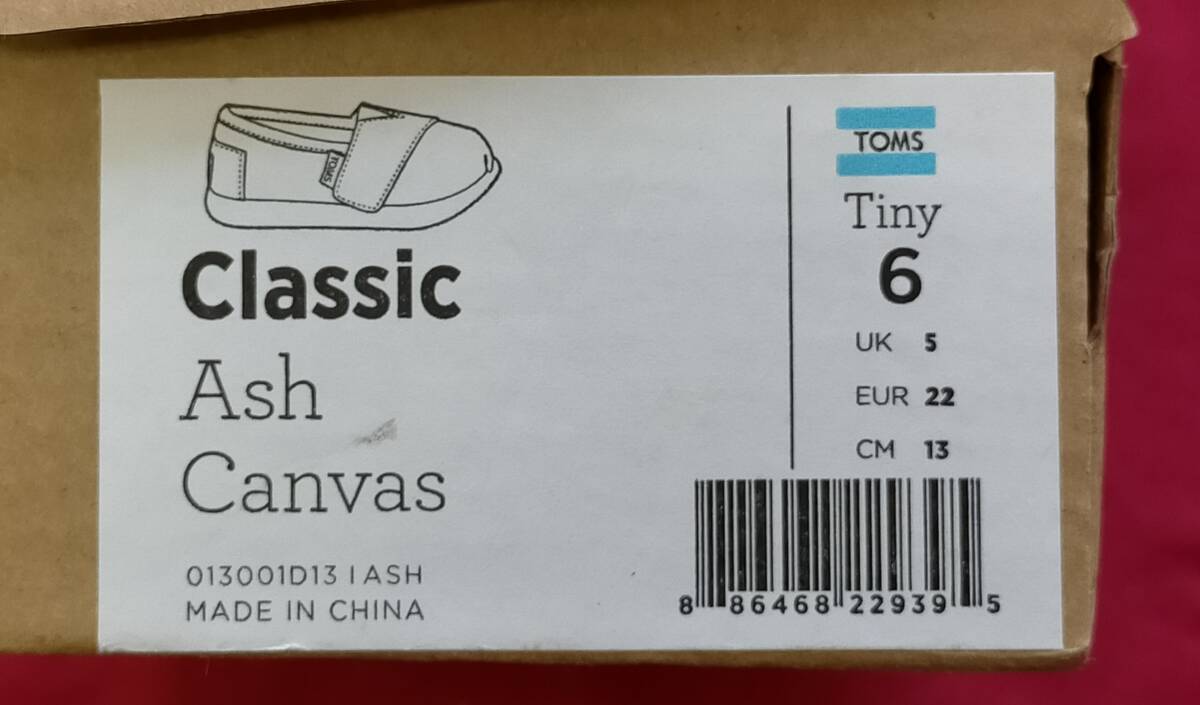 TOMS
Classic
Ash
Canvas
013001D13 I ASH
MADE IN CHINA
TOMS
Tiny
6
UK 5
EUR 22
CM 13
8 86468 22939 5